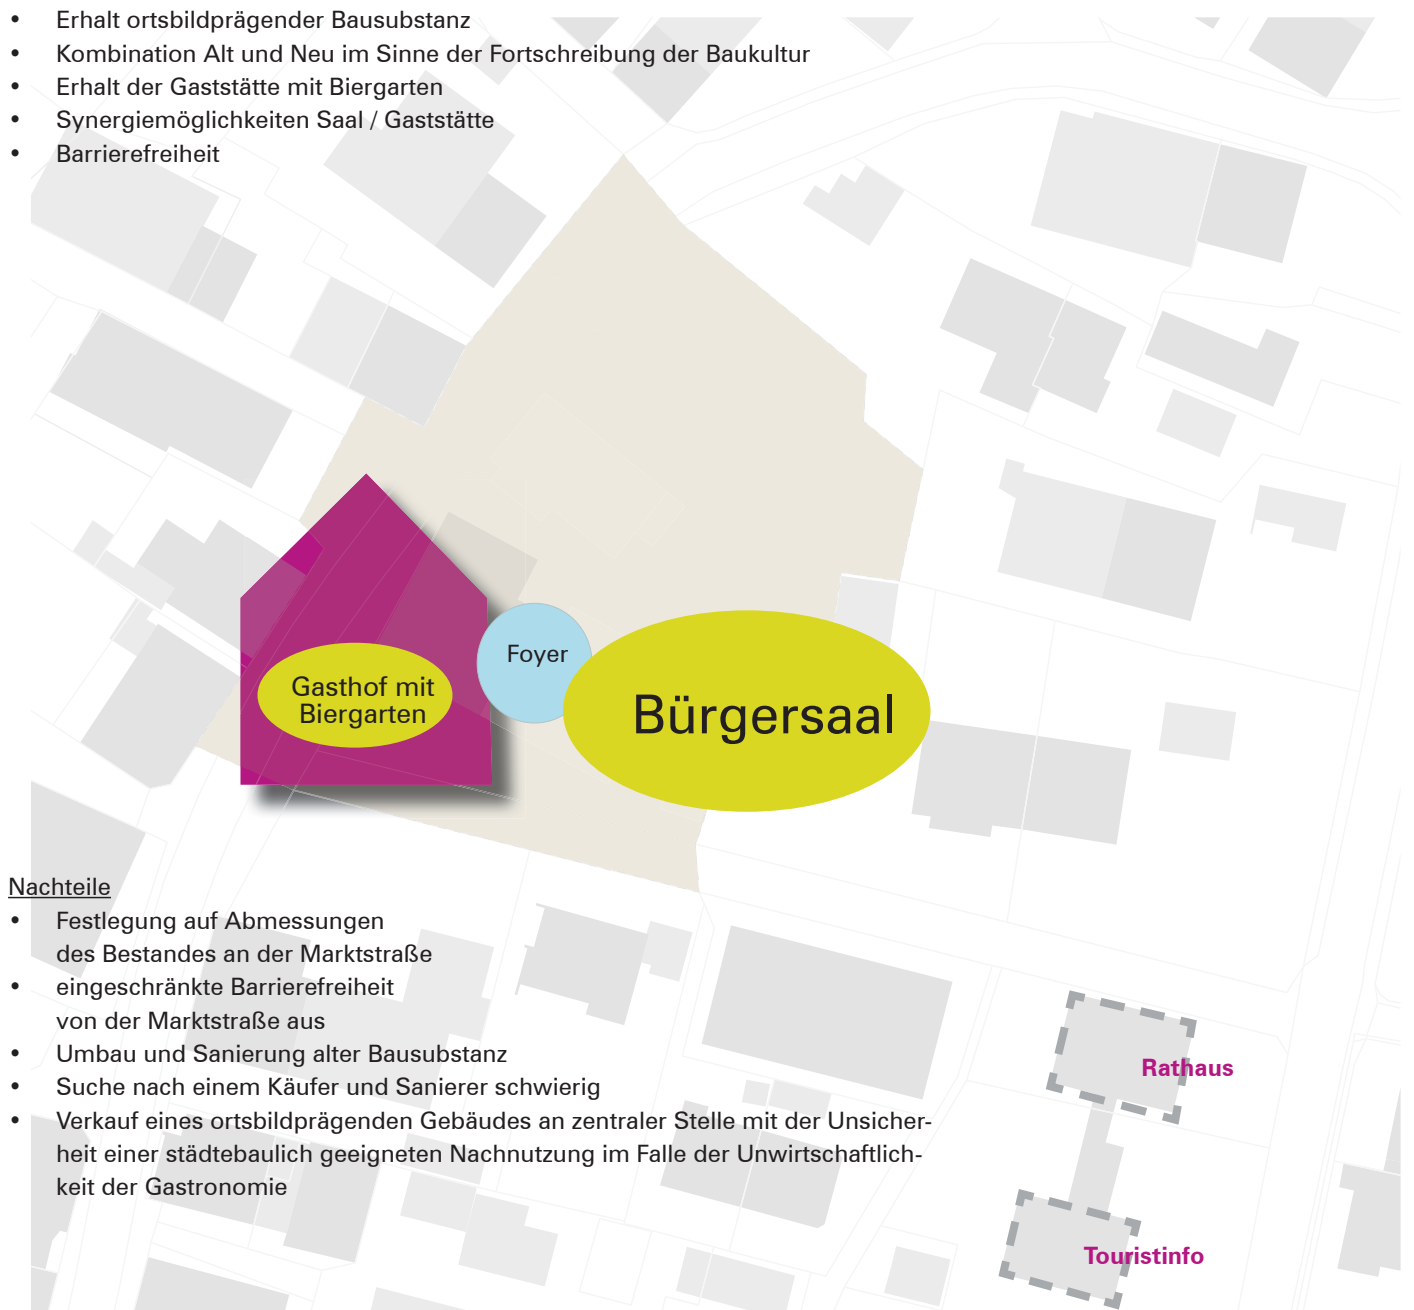 • Erhalt ortsbildprägender Bausubstanz
• Kombination Alt und Neu im Sinne der Fortschreibung der Baukultur
• Erhalt der Gaststätte mit Biergarten
• Synergiemöglichkeiten Saal / Gaststätte
• Barrierefreiheit
Foyer
Gasthof mit
Biergarten
Bürgersaal
Nachteile
• Festlegung auf Abmessungen
des Bestandes an der Marktstraße
• eingeschränkte Barrierefreiheit
von der Marktstraße aus
• Umbau und Sanierung alter Bausubstanz
• Suche nach einem Käufer und Sanierer schwierig
• Verkauf eines ortsbildprägenden Gebäudes an zentraler Stelle mit der Unsicher-
heit einer städtebaulich geeigneten Nachnutzung im Falle der Unwirtschaftlich-
keit der Gastronomie
Rathaus
Touristinfo